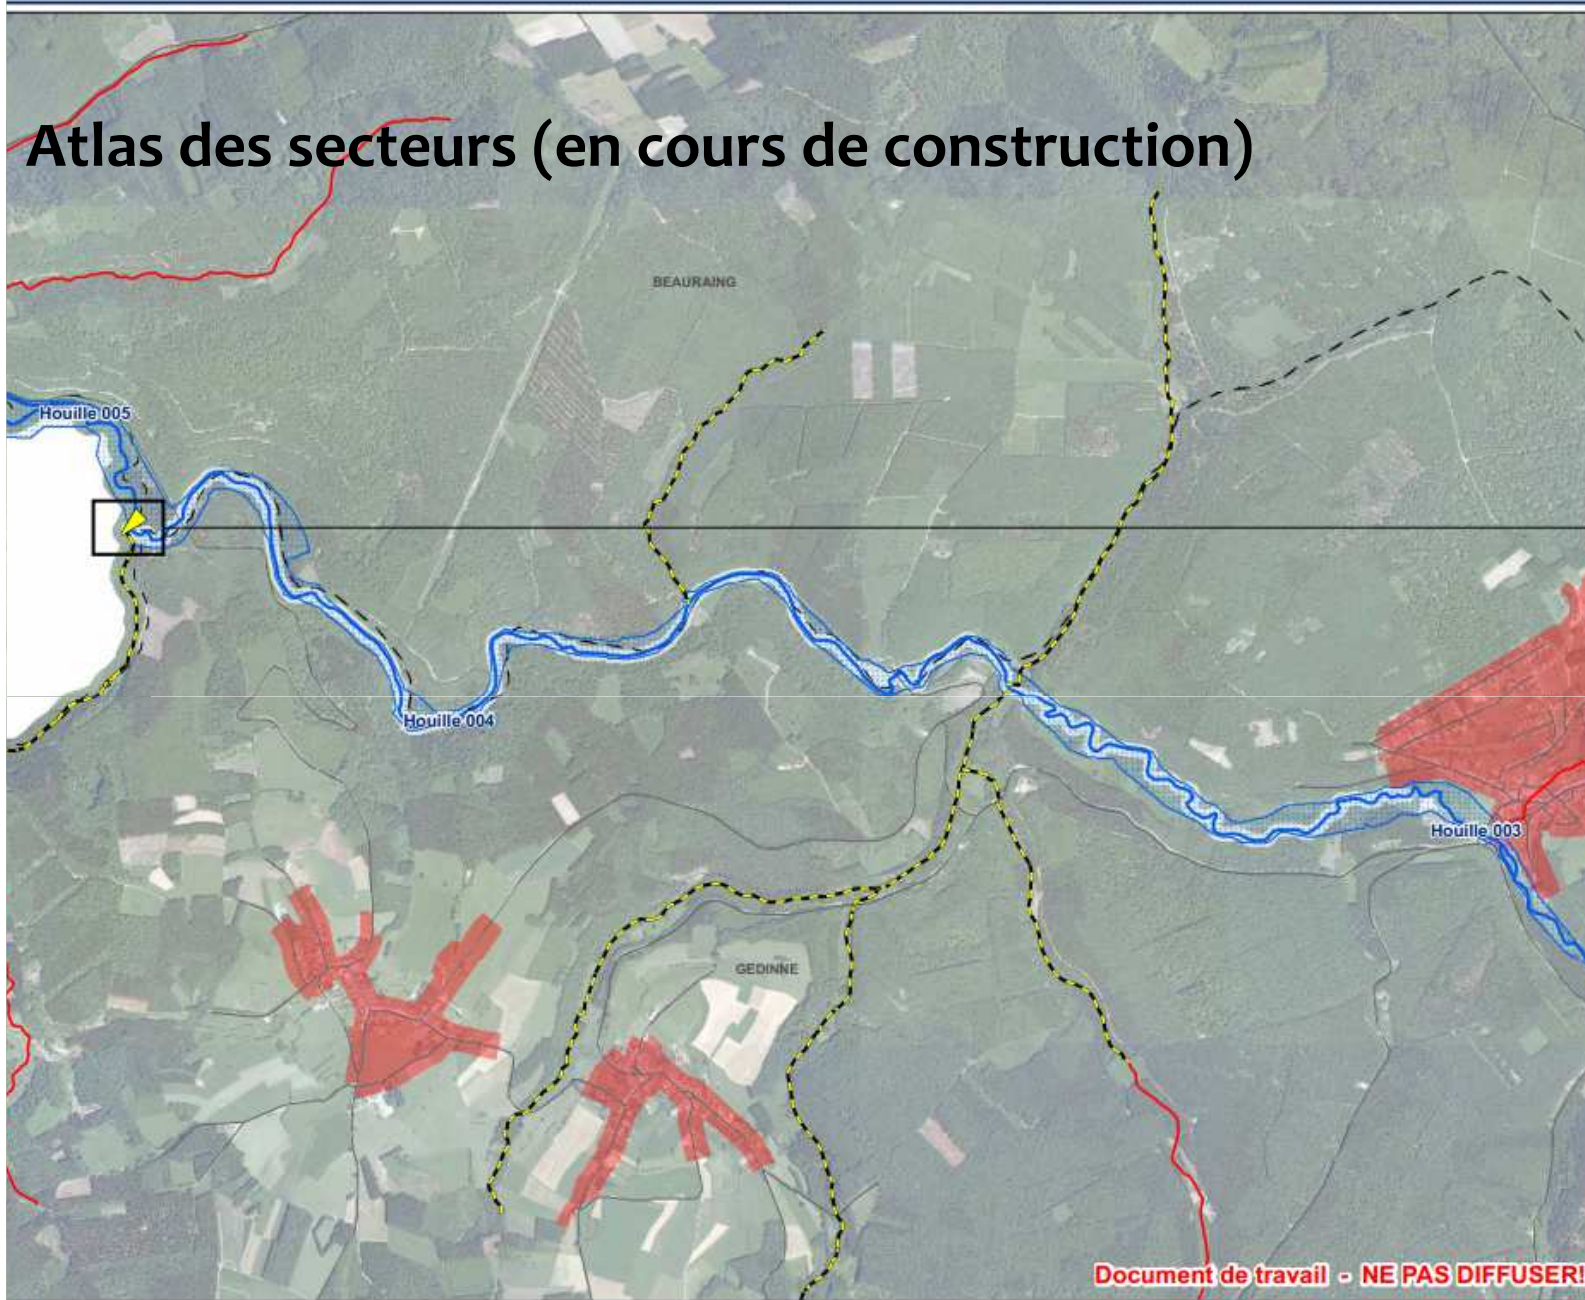 Atlas des secteurs (en cours de construction)
BEAURAING
Houille 005
Houille 004
Houille 003
GEDINNE
Document de travail - NE PAS DIFFUSER!